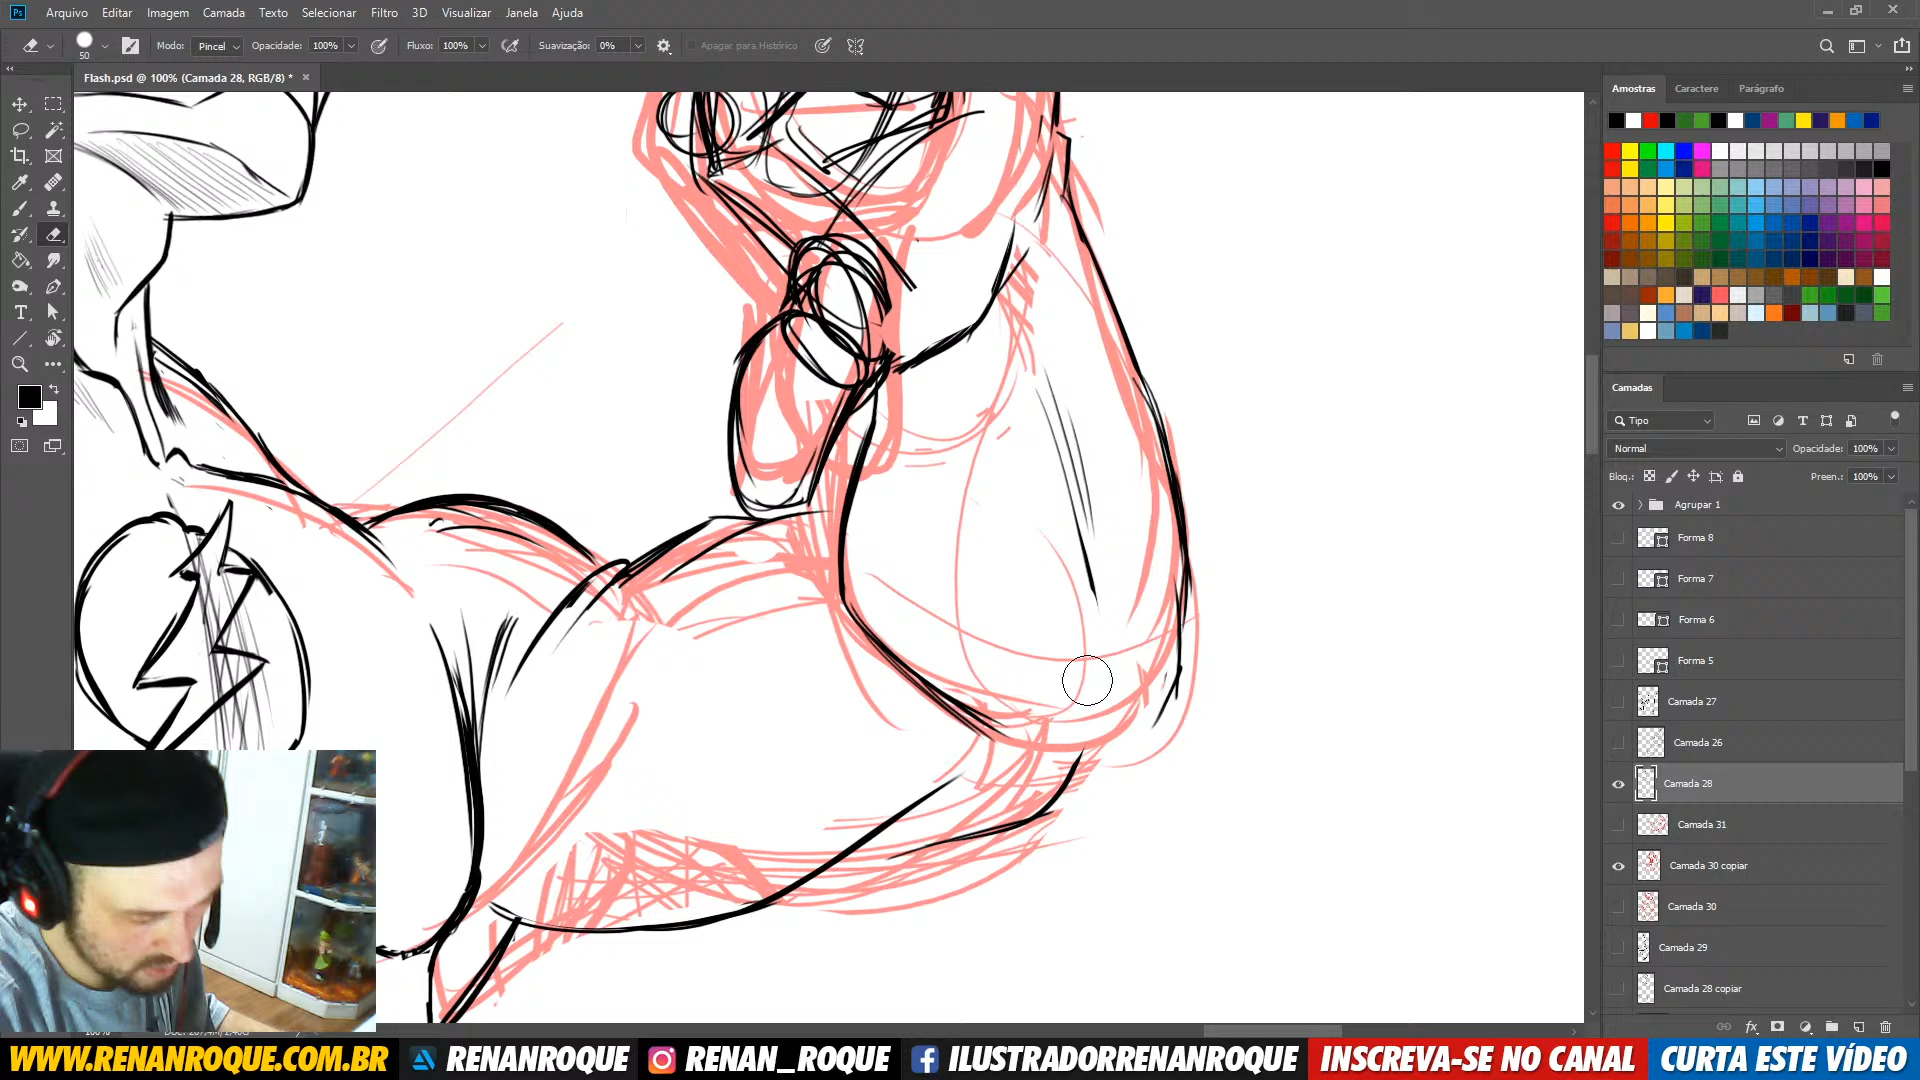 Ps Arquivo Editar Imagem Camada Texto Selecionar Filtro 3D Visualizar Janela Ajuda
50 Modo: Pincel Opacidade: 100% Fluxo: 100% Suavização: 0% Apagar para Histórico
Flash.psd @ 100% (Camada 28, RGB/8) *
Amostras Caractere Parágrafo
Camadas
Tipo
Normal Opacidade: 100%
Bloq.: Preen.: 100%
Agrupar 1
Forma 8
Forma 7
Forma 6
Forma 5
Camada 27
Camada 26
Camada 28
Camada 31
Camada 30 copiar
Camada 30
Camada 29
Camada 28 copiar
WWW.RENANROQUE.COM.BR RENANROQUE RENAN_ROQUE ILUSTRADORRENANROQUE INSCREVA-SE NO CANAL CURTA ESTE VÍDEO